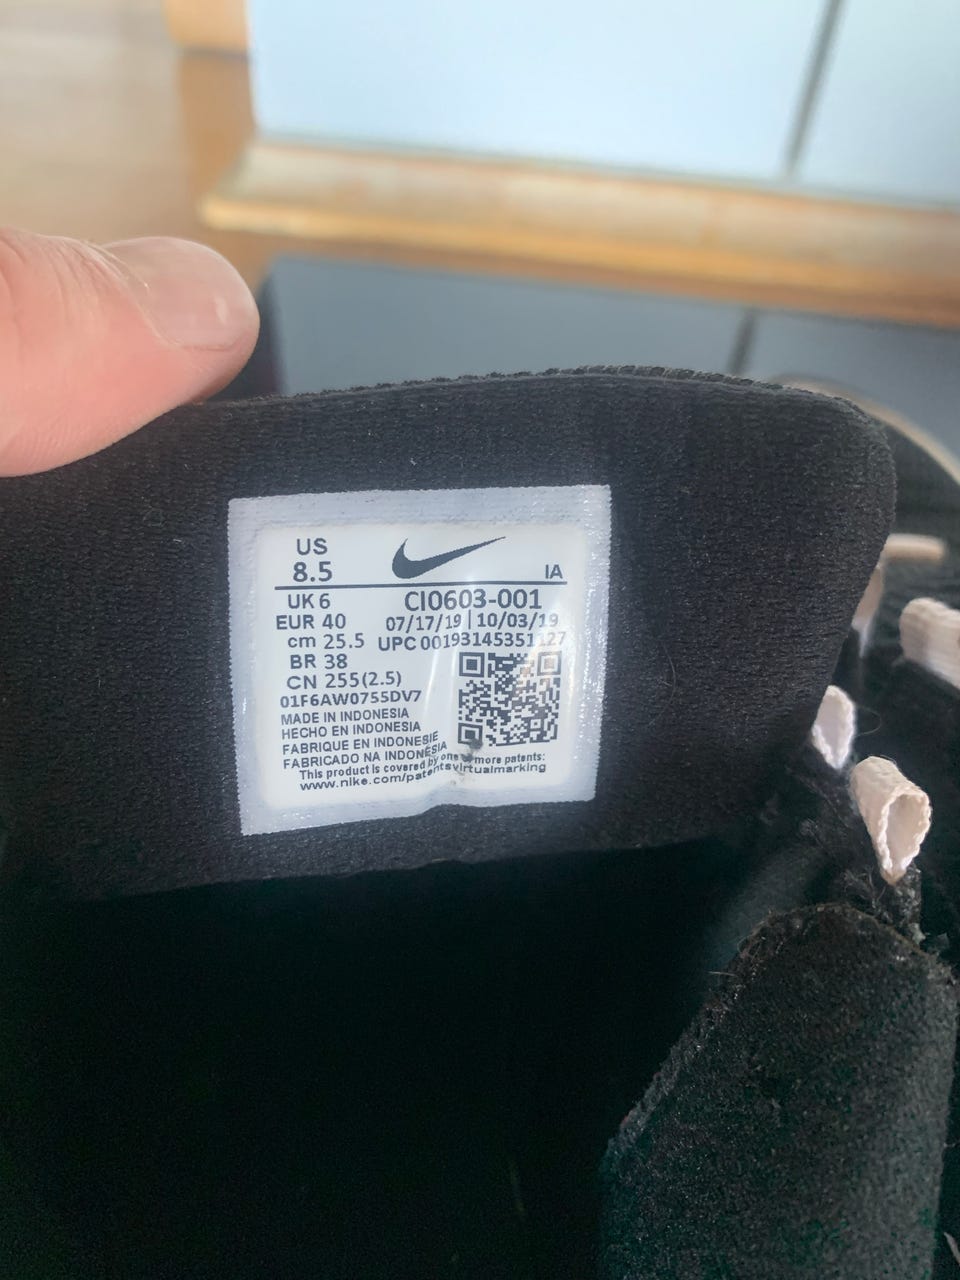 US
8.5
IA
UK 6
CI0603-001
EUR 40
07/17/19 | 10/03/19
cm 25.5
UPC 00193145351127
BR 38
CN 255(2.5)
01F6AW0755DV7
MADE IN INDONESIA
HECHO EN INDONESIA
FABRIQUE EN INDONESIE
FABRICADO NA INDONÉSIA
This product is covered by one or more patents:
www.nike.com/patentsvirtualmarking